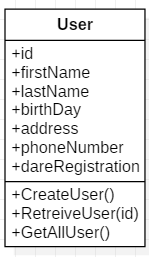 User
+id
+firstName
+lastName
+birthDay
+address
+phoneNumber
+dareRegistration
+CreateUser()
+RetreiveUser(id)
+GetAllUser()